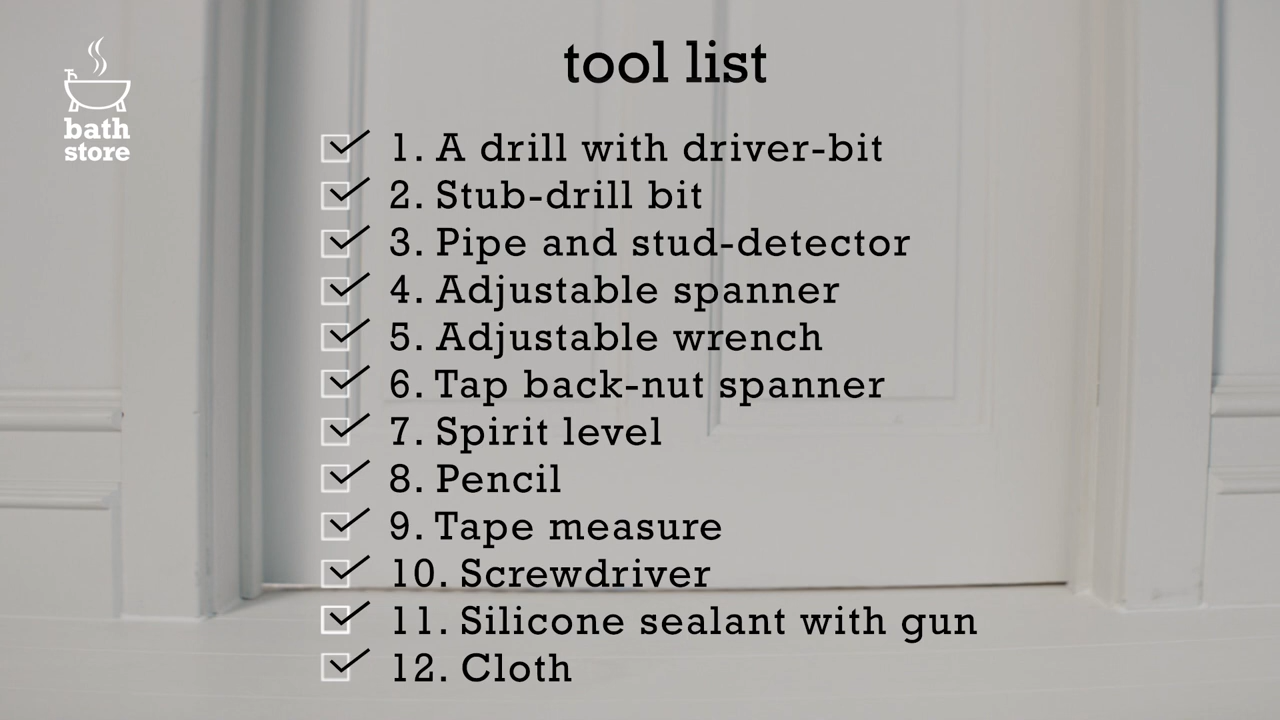 bath
store
tool list
1. A drill with driver-bit
2. Stub-drill bit
3. Pipe and stud-detector
4. Adjustable spanner
5. Adjustable wrench
6. Tap back-nut spanner
7. Spirit level
8. Pencil
9. Tape measure
10. Screwdriver
11. Silicone sealant with gun
12. Cloth